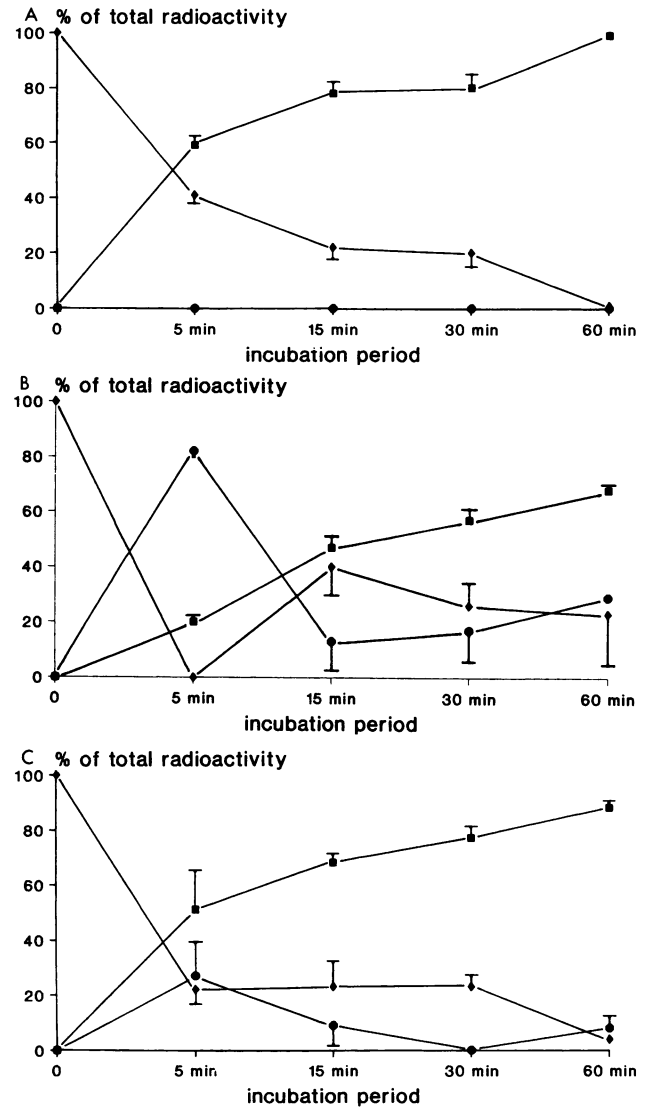 A % of total radioactivity
100
80
60
40
20
0
0 5 min 15 min 30 min 60 min
incubation period
B % of total radioactivity
100
80
60
40
20
0
0 5 min 15 min 30 min 60 min
incubation period
C % of total radioactivity
100
80
60
40
20
0
0 5 min 15 min 30 min 60 min
incubation period